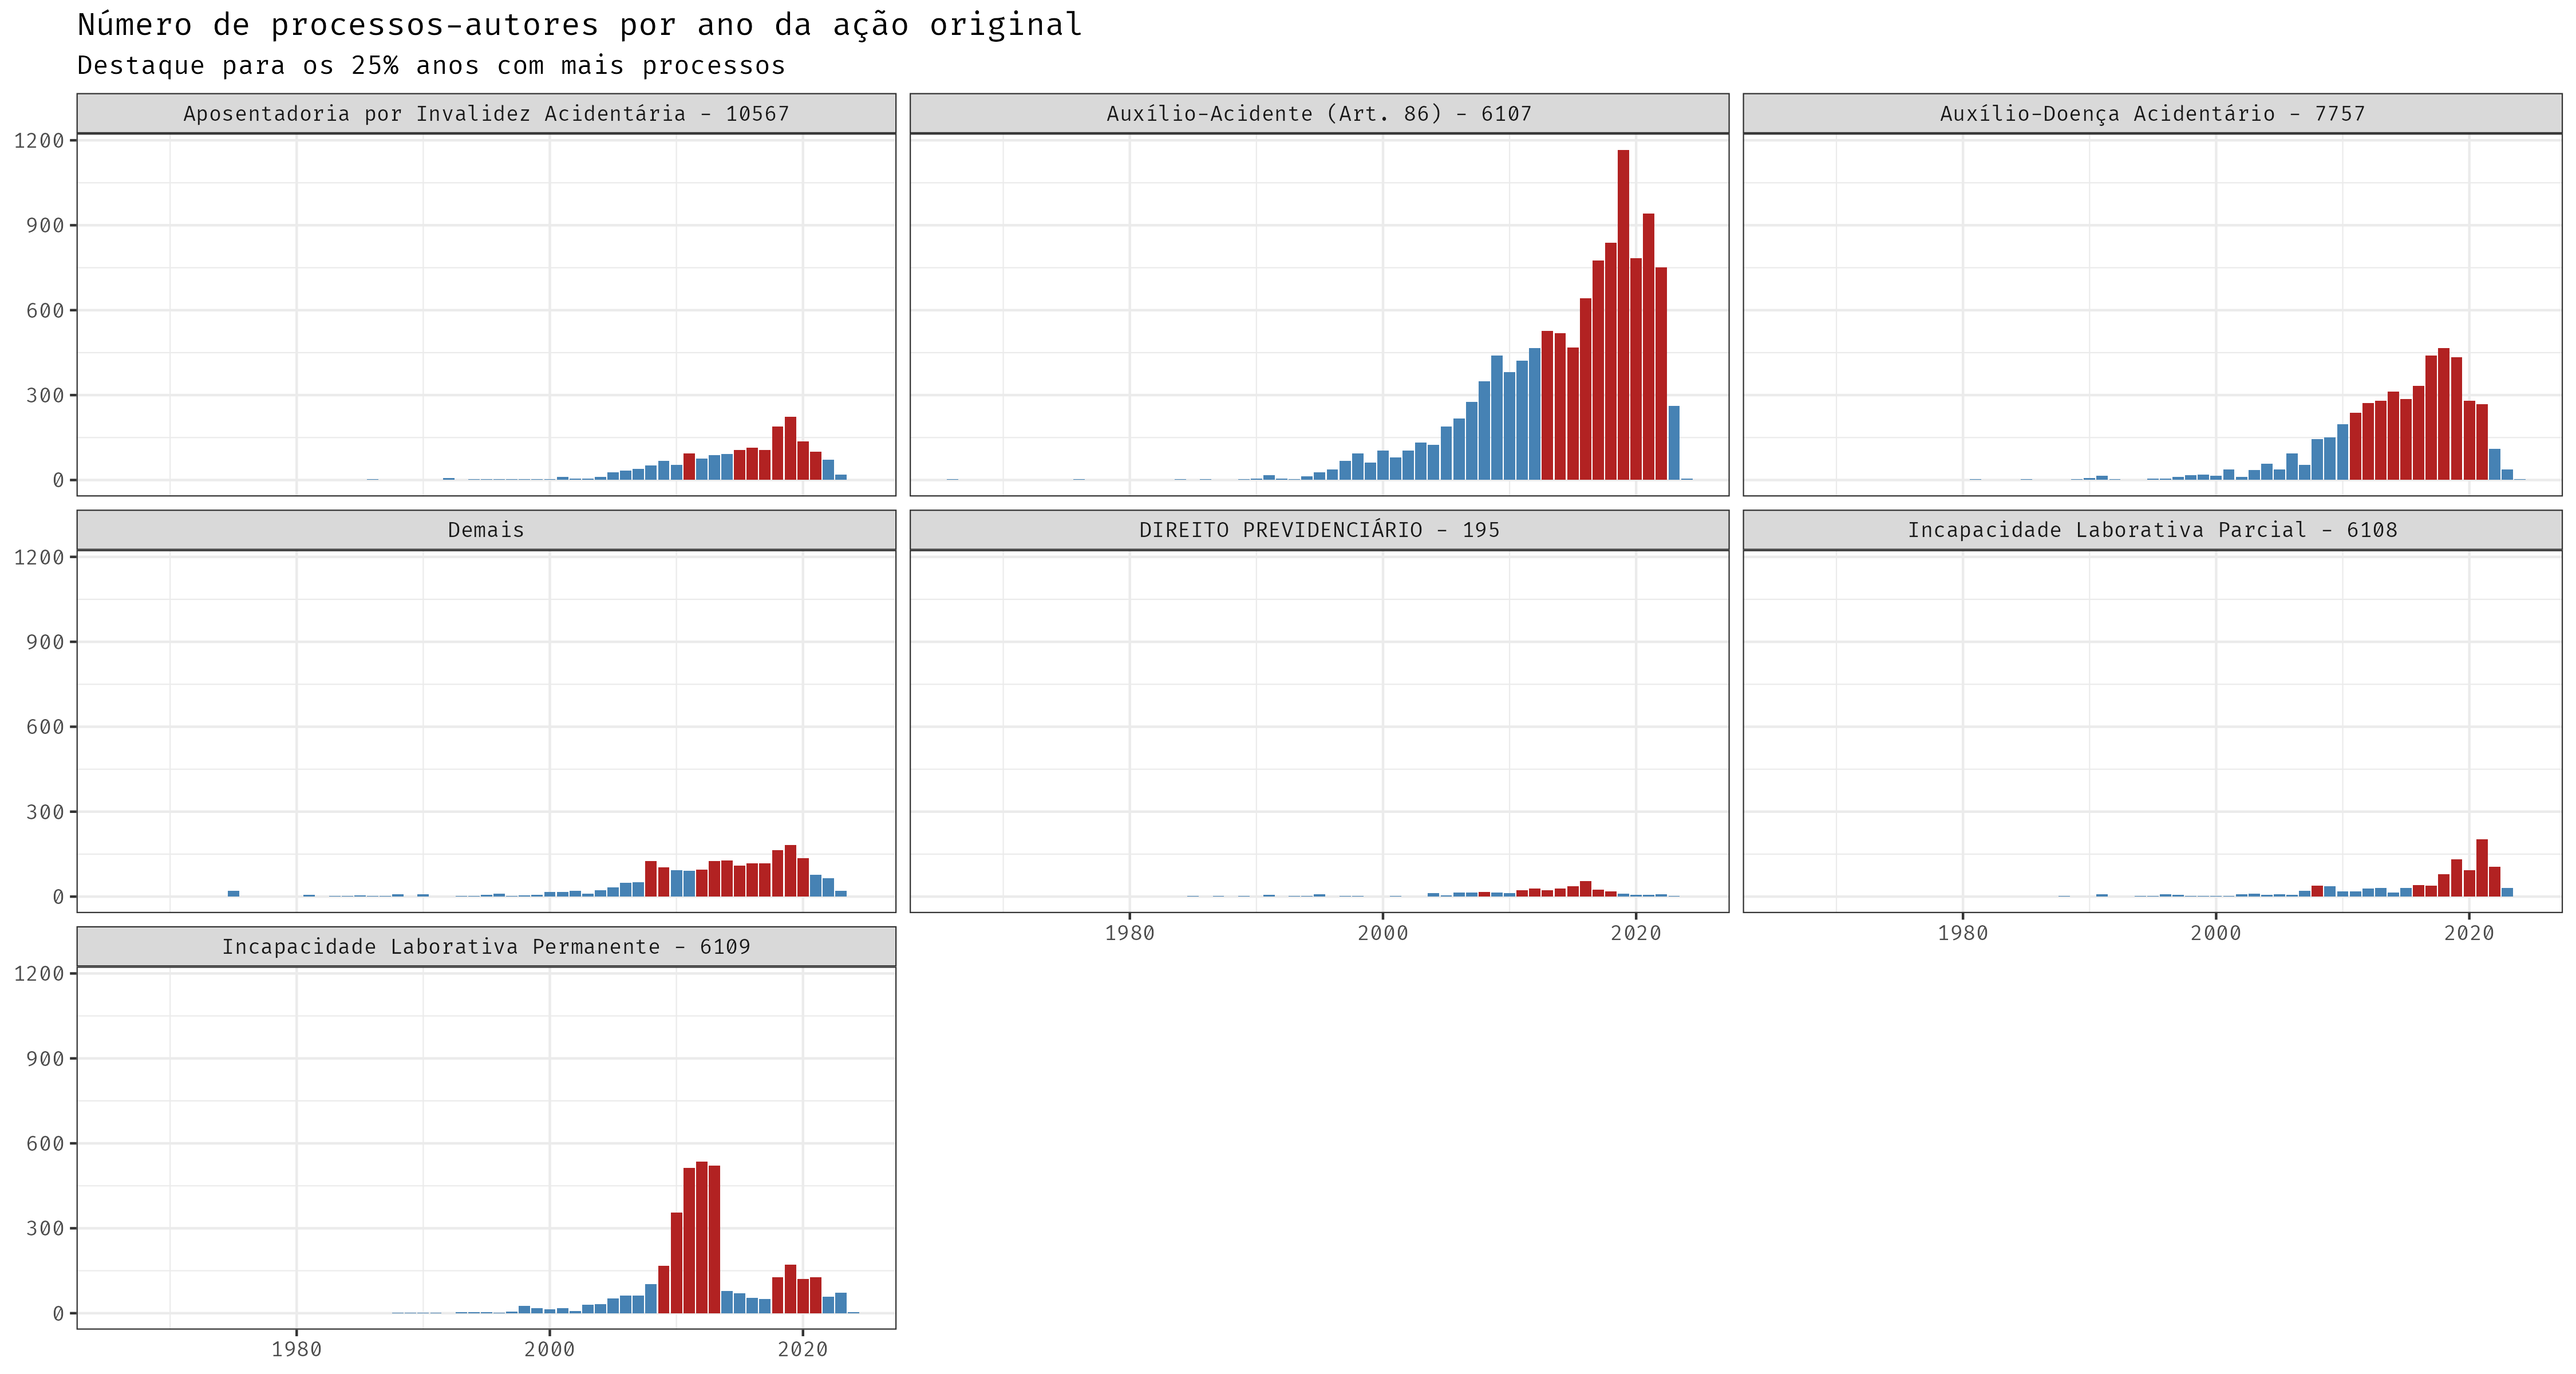 Número de processos-autores por ano da ação original
Destaque para os 25% anos com mais processos
Aposentadoria por Invalidez Acidentária - 10567
Auxílio-Acidente (Art. 86) - 6107
Auxílio-Doença Acidentário - 7757
1200
900
600
300
0
Demais
DIREITO PREVIDENCIÁRIO - 195
Incapacidade Laborativa Parcial - 6108
1200
900
600
300
0
1980 2000 2020
1980 2000 2020
Incapacidade Laborativa Permanente - 6109
1200
900
600
300
0
1980 2000 2020